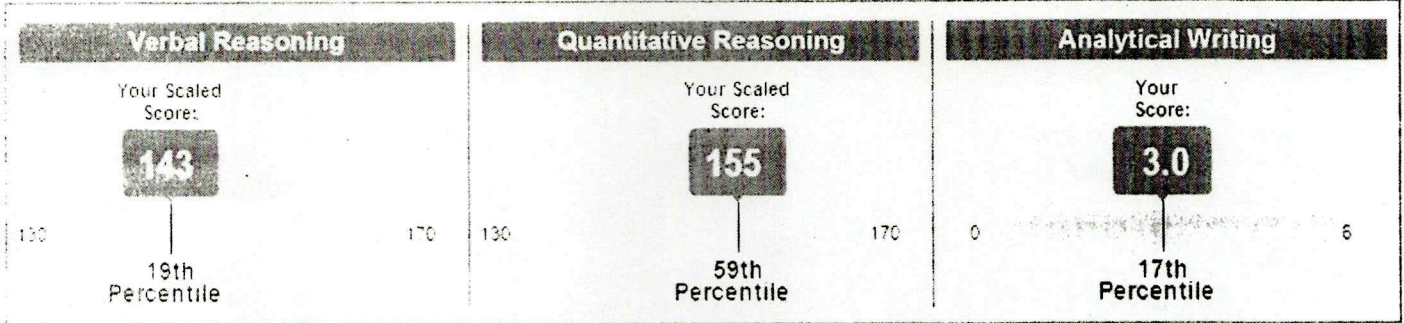 Verbal Reasoning
Your Scaled
Score:
143
130
170
19th
Percentile
Quantitative Reasoning
Your Scaled
Score:
155
130
170
59th
Percentile
Analytical Writing
Your
Score:
3.0
0
6
17th
Percentile